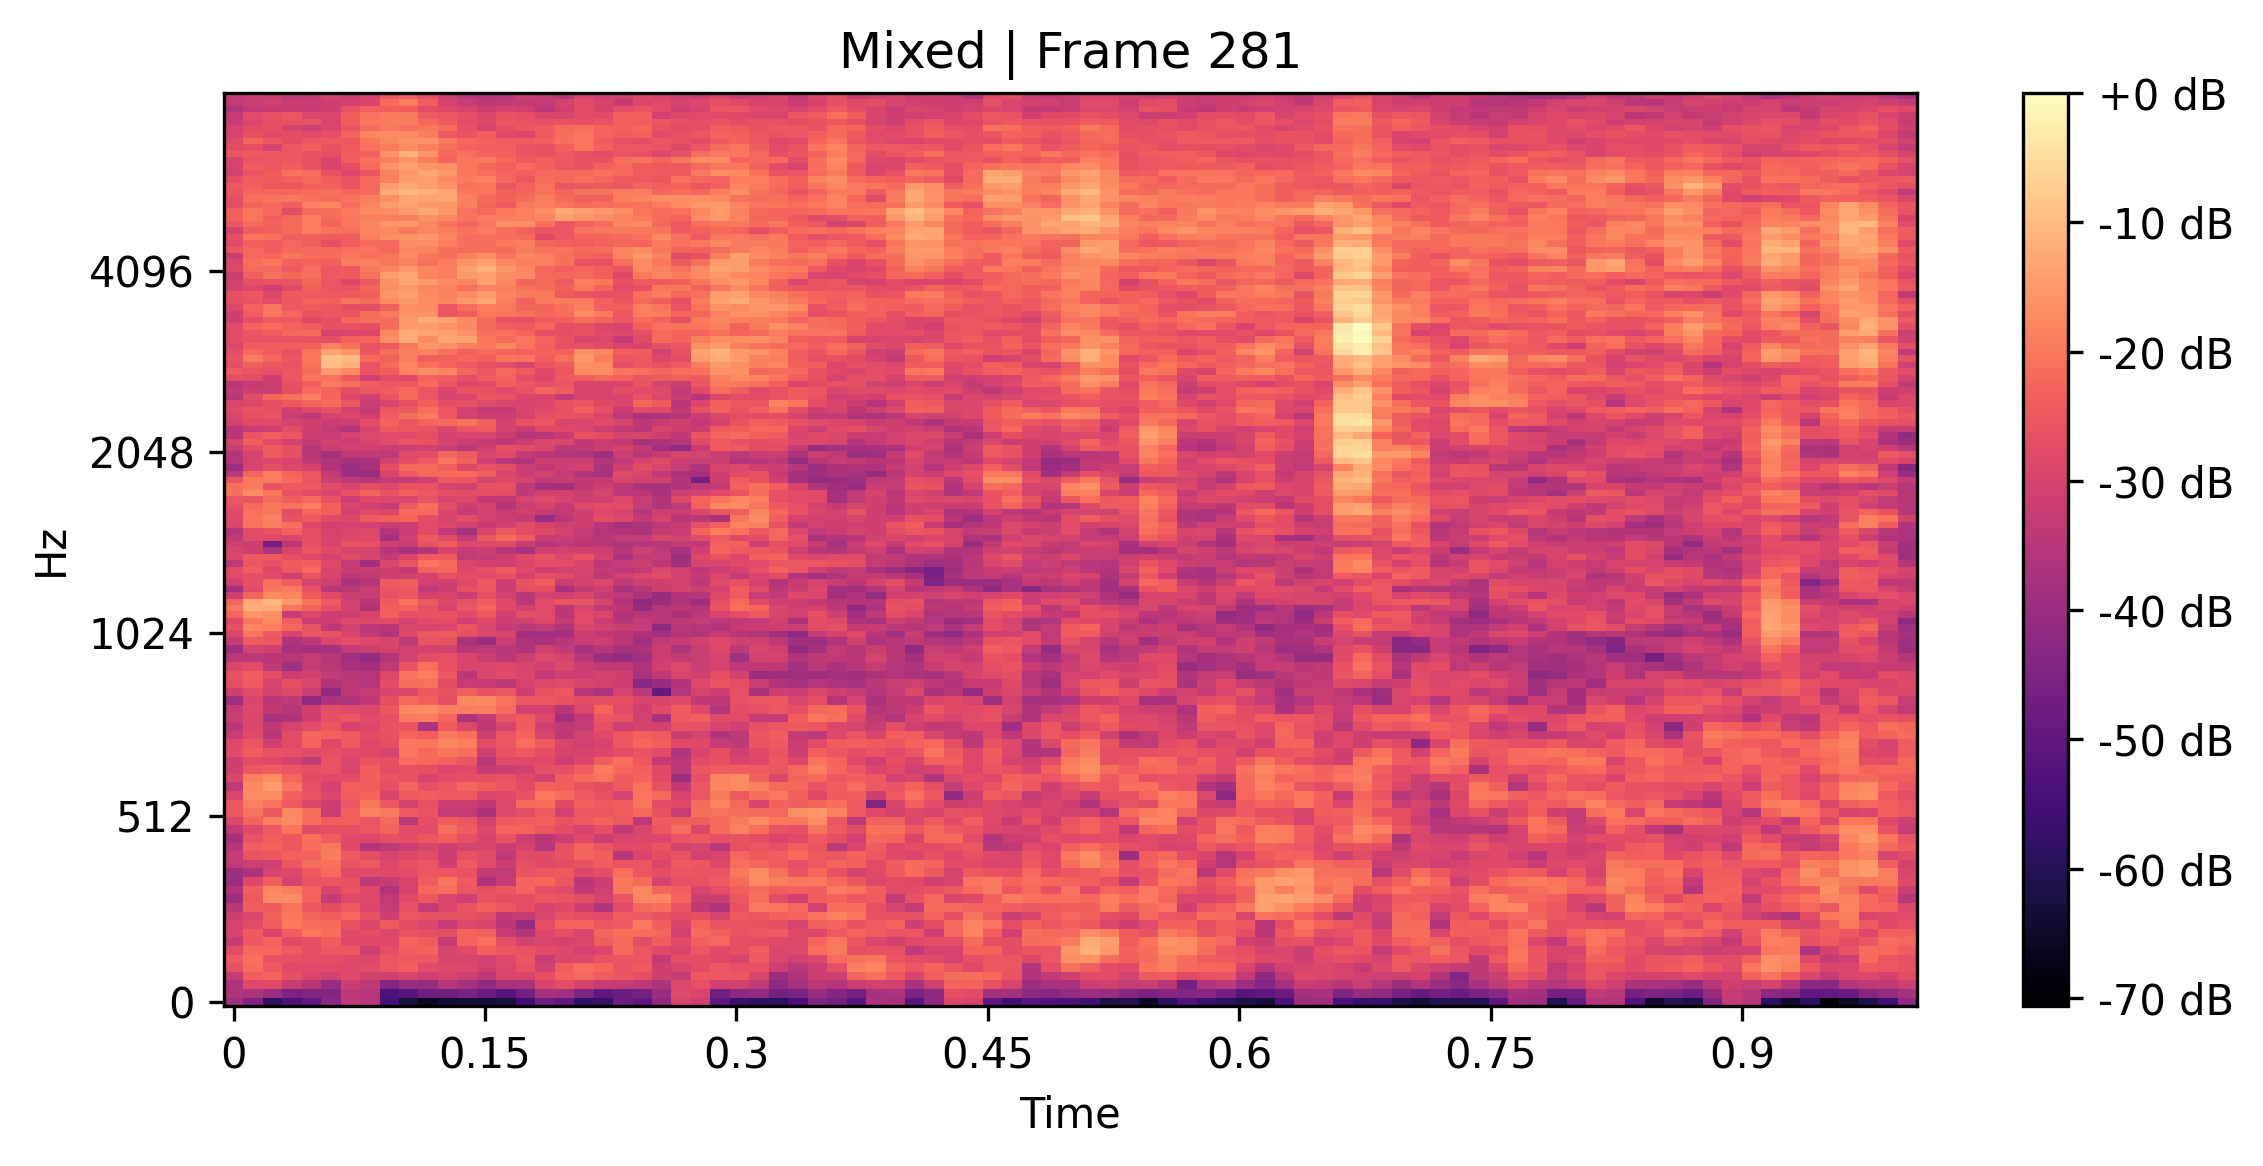 Mixed | Frame 281
Hz
4096
2048
1024
512
0
0 0.15 0.3 0.45 0.6 0.75 0.9
Time
+0 dB
-10 dB
-20 dB
-30 dB
-40 dB
-50 dB
-60 dB
-70 dB